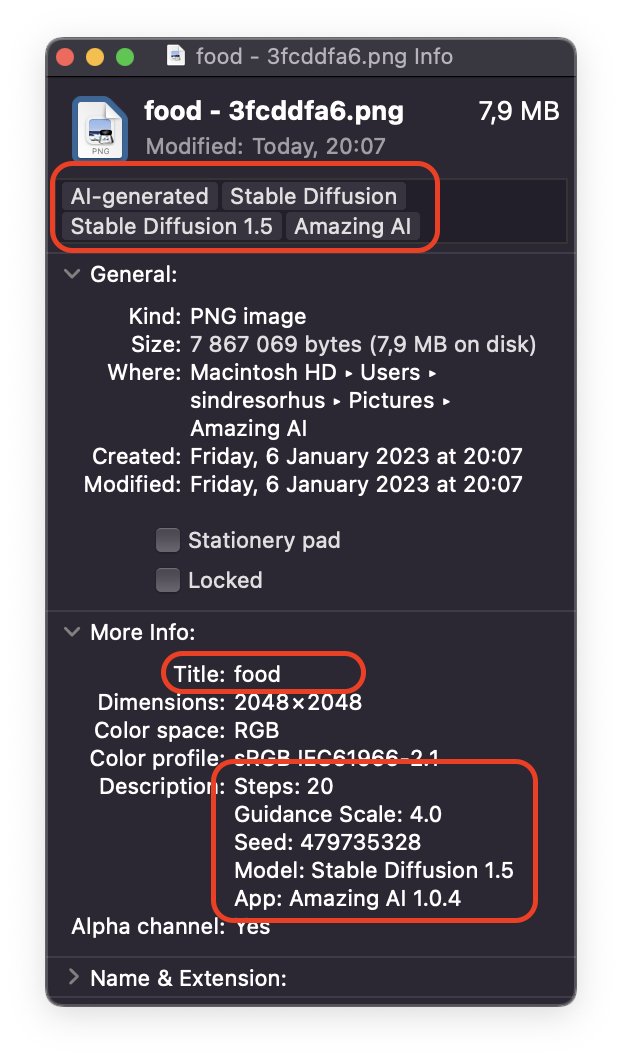 food - 3fcddfa6.png Info
food - 3fcddfa6.png 7,9 MB
Modified: Today, 20:07
PNG
AI-generated Stable Diffusion
Stable Diffusion 1.5 Amazing AI
General:
Kind: PNG image
Size: 7 867 069 bytes (7,9 MB on disk)
Where: Macintosh HD ▸ Users ▸
sindresorhus ▸ Pictures ▸
Amazing AI
Created: Friday, 6 January 2023 at 20:07
Modified: Friday, 6 January 2023 at 20:07
Stationery pad
Locked
More Info:
Title: food
Dimensions: 2048×2048
Color space: RGB
Color profile: sRGB IEC61966-2.1
Description: Steps: 20
Guidance Scale: 4.0
Seed: 479735328
Model: Stable Diffusion 1.5
App: Amazing AI 1.0.4
Alpha channel: Yes
Name & Extension: